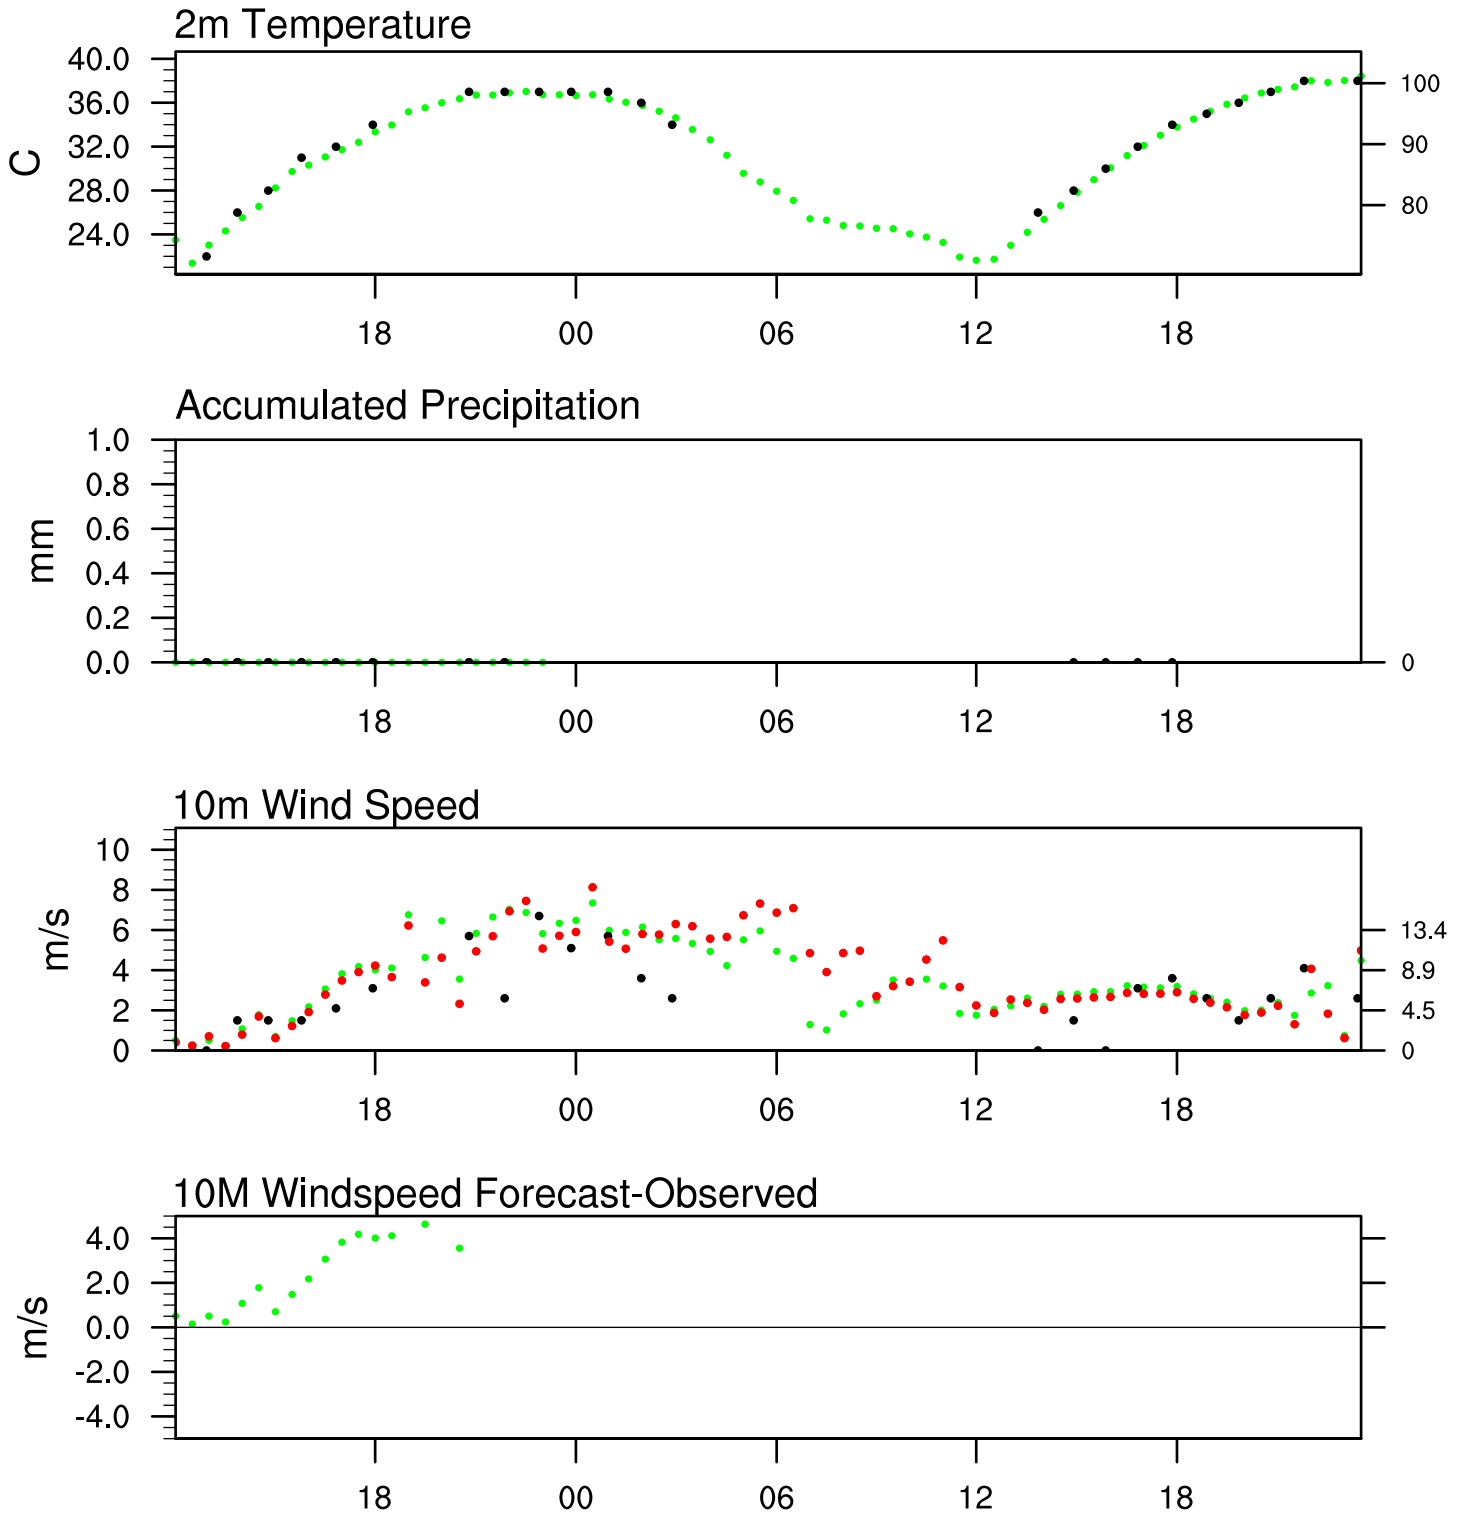 2m Temperature
40.0
36.0
32.0
28.0
24.0
C
100
90
80
18 00 06 12 18
Accumulated Precipitation
1.0
0.8
0.6
0.4
0.2
0.0
mm
0
18 00 06 12 18
10m Wind Speed
10
8
6
4
2
0
m/s
13.4
8.9
4.5
0
18 00 06 12 18
10M Windspeed Forecast-Observed
4.0
2.0
0.0
-2.0
-4.0
m/s
18 00 06 12 18